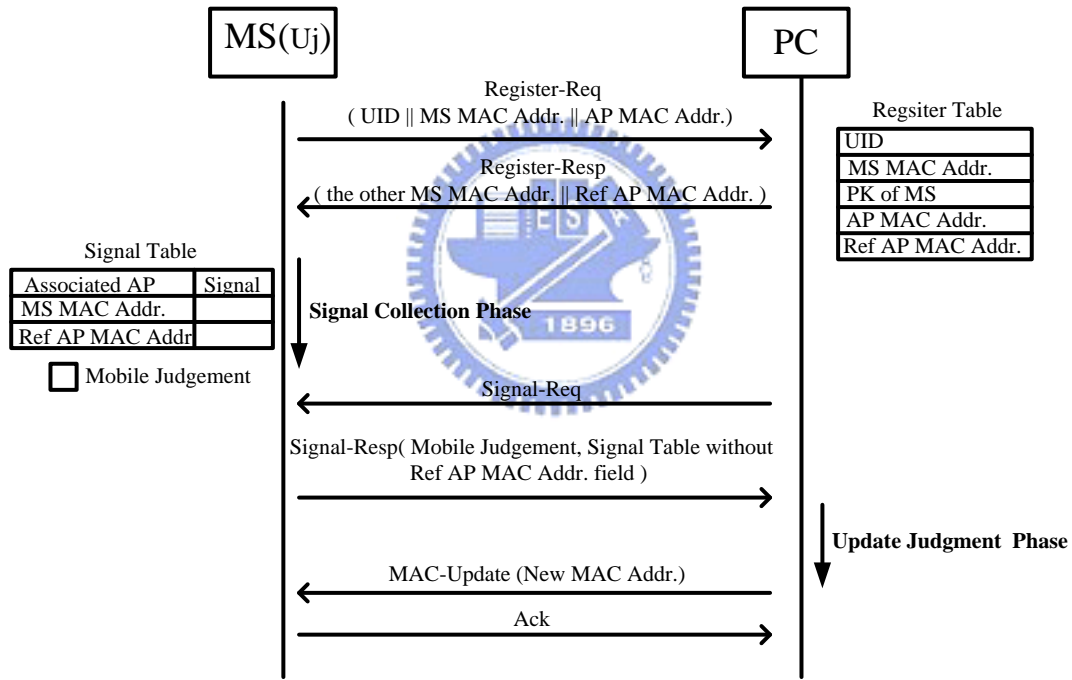 MS(Uj)
PC
Register-Req
( UID || MS MAC Addr. || AP MAC Addr.)
Register-Resp
( the other MS MAC Addr. || Ref AP MAC Addr. )
Regsiter Table
UID
MS MAC Addr.
PK of MS
AP MAC Addr.
Ref AP MAC Addr.
Signal Table
Associated AP Signal
MS MAC Addr.
Ref AP MAC Addr
Mobile Judgement
Signal Collection Phase
E S A
1896
Signal-Req
Signal-Resp( Mobile Judgement, Signal Table without
Ref AP MAC Addr. field )
Update Judgment Phase
MAC-Update (New MAC Addr.)
Ack